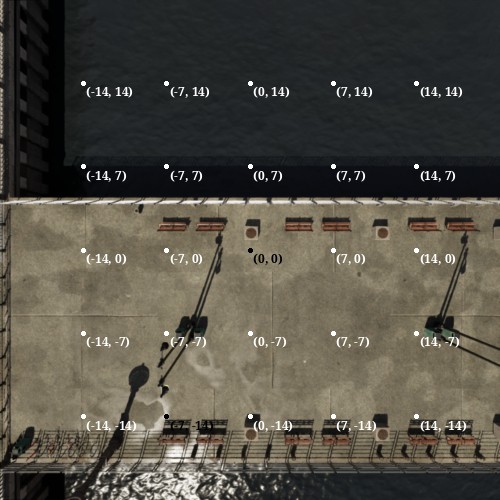 (-14, 14) (-7, 14) (0, 14) (7, 14) (14, 14)
(-14, 7) (-7, 7) (0, 7) (7, 7) (14, 7)
(-14, 0) (-7, 0) (0, 0) (7, 0) (14, 0)
(-14, -7) (-7, -7) (0, -7) (7, -7) (14, -7)
(-14, -14) (-7, -14) (0, -14) (7, -14) (14, -14)